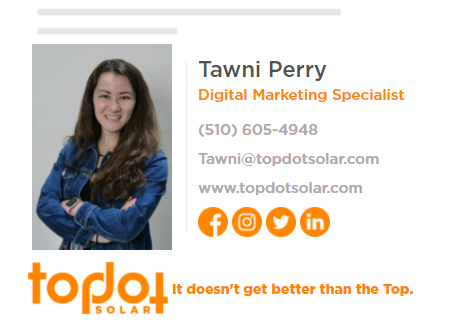 Tawni Perry
Digital Marketing Specialist
(510) 605-4948
Tawni@topdotsolar.com
www.topdotsolar.com
topdot
SOLAR
It doesn't get better than the Top.